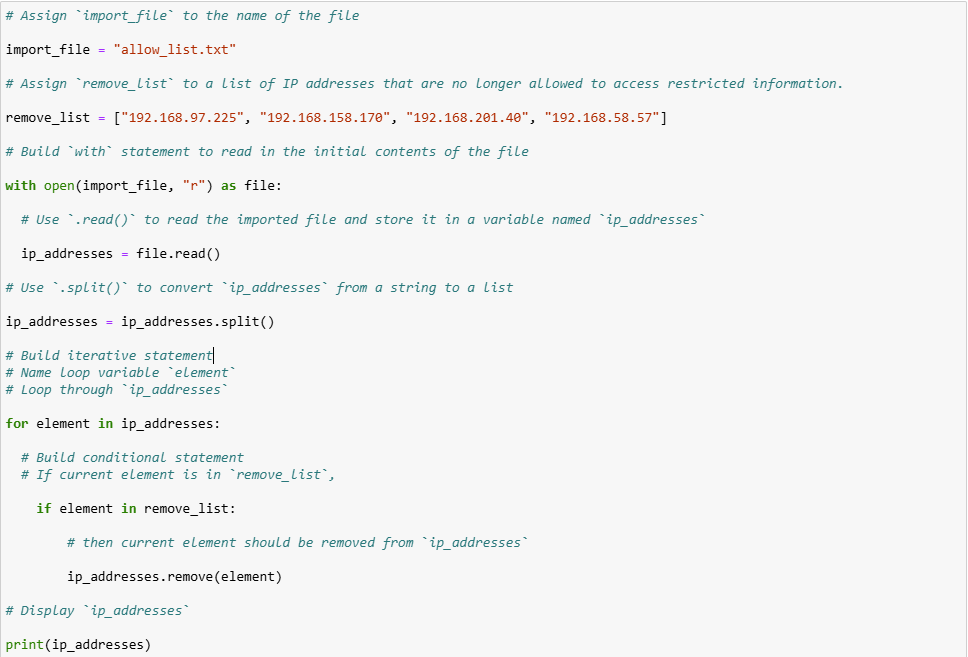 # Assign `import_file` to the name of the file
import_file = "allow_list.txt"
# Assign `remove_list` to a list of IP addresses that are no longer allowed to access restricted information.
remove_list = ["192.168.97.225", "192.168.158.170", "192.168.201.40", "192.168.58.57"]
# Build `with` statement to read in the initial contents of the file
with open(import_file, "r") as file:
  # Use `.read()` to read the imported file and store it in a variable named `ip_addresses`
  ip_addresses = file.read()
# Use `.split()` to convert `ip_addresses` from a string to a list
ip_addresses = ip_addresses.split()
# Build iterative statement
# Name loop variable `element`
# Loop through `ip_addresses`
for element in ip_addresses:
  # Build conditional statement
  # If current element is in `remove_list`,
    if element in remove_list:
        # then current element should be removed from `ip_addresses`
        ip_addresses.remove(element)
# Display `ip_addresses`
print(ip_addresses)